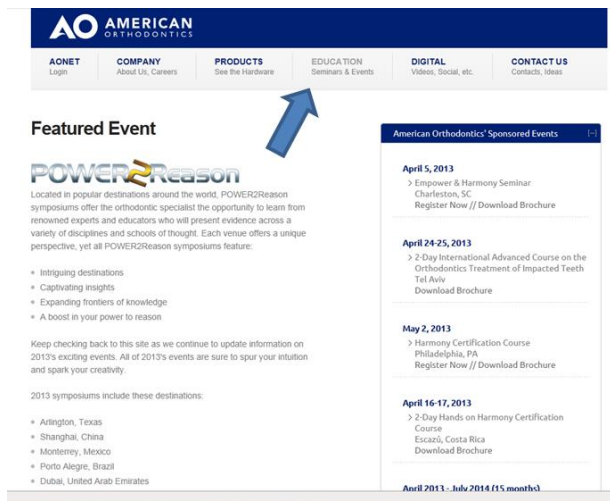 AO AMERICAN
ORTHODONTICS
AONET
Login
COMPANY
About Us, Careers
PRODUCTS
See the Hardware
EDUCATION
Seminars & Events
DIGITAL
Videos, Social, etc.
CONTACT US
Contacts, Ideas
Featured Event
POWER2Reason
Located in popular destinations around the world, POWER2Reason
symposiums offer the orthodontic specialist the opportunity to learn from
renowned experts and educators who will present evidence across a
variety of disciplines and schools of thought. Each venue offers a unique
perspective, yet all POWER2Reason symposiums feature:
Intriguing destinations
Captivating insights
Expanding frontiers of knowledge
A boost in your power to reason
Keep checking back to this site as we continue to update information on
2013's exciting events. All of 2013's events are sure to spur your intuition
and spark your creativity.
2013 symposiums include these destinations:
Arlington, Texas
Shanghai, China
Monterrey, Mexico
Porto Alegre, Brazil
Dubai, United Arab Emirates
American Orthodontics' Sponsored Events [–]
April 5, 2013
> Empower & Harmony Seminar
Charleston, SC
Register Now // Download Brochure
April 24-25, 2013
> 2-Day International Advanced Course on the
Orthodontics Treatment of Impacted Teeth
Tel Aviv
Download Brochure
May 2, 2013
> Harmony Certification Course
Philadelphia, PA
Register Now // Download Brochure
April 16-17, 2013
> 2-Day Hands on Harmony Certification
Course
Escazú, Costa Rica
Download Brochure
April 2013 - July 2014 (15 months)